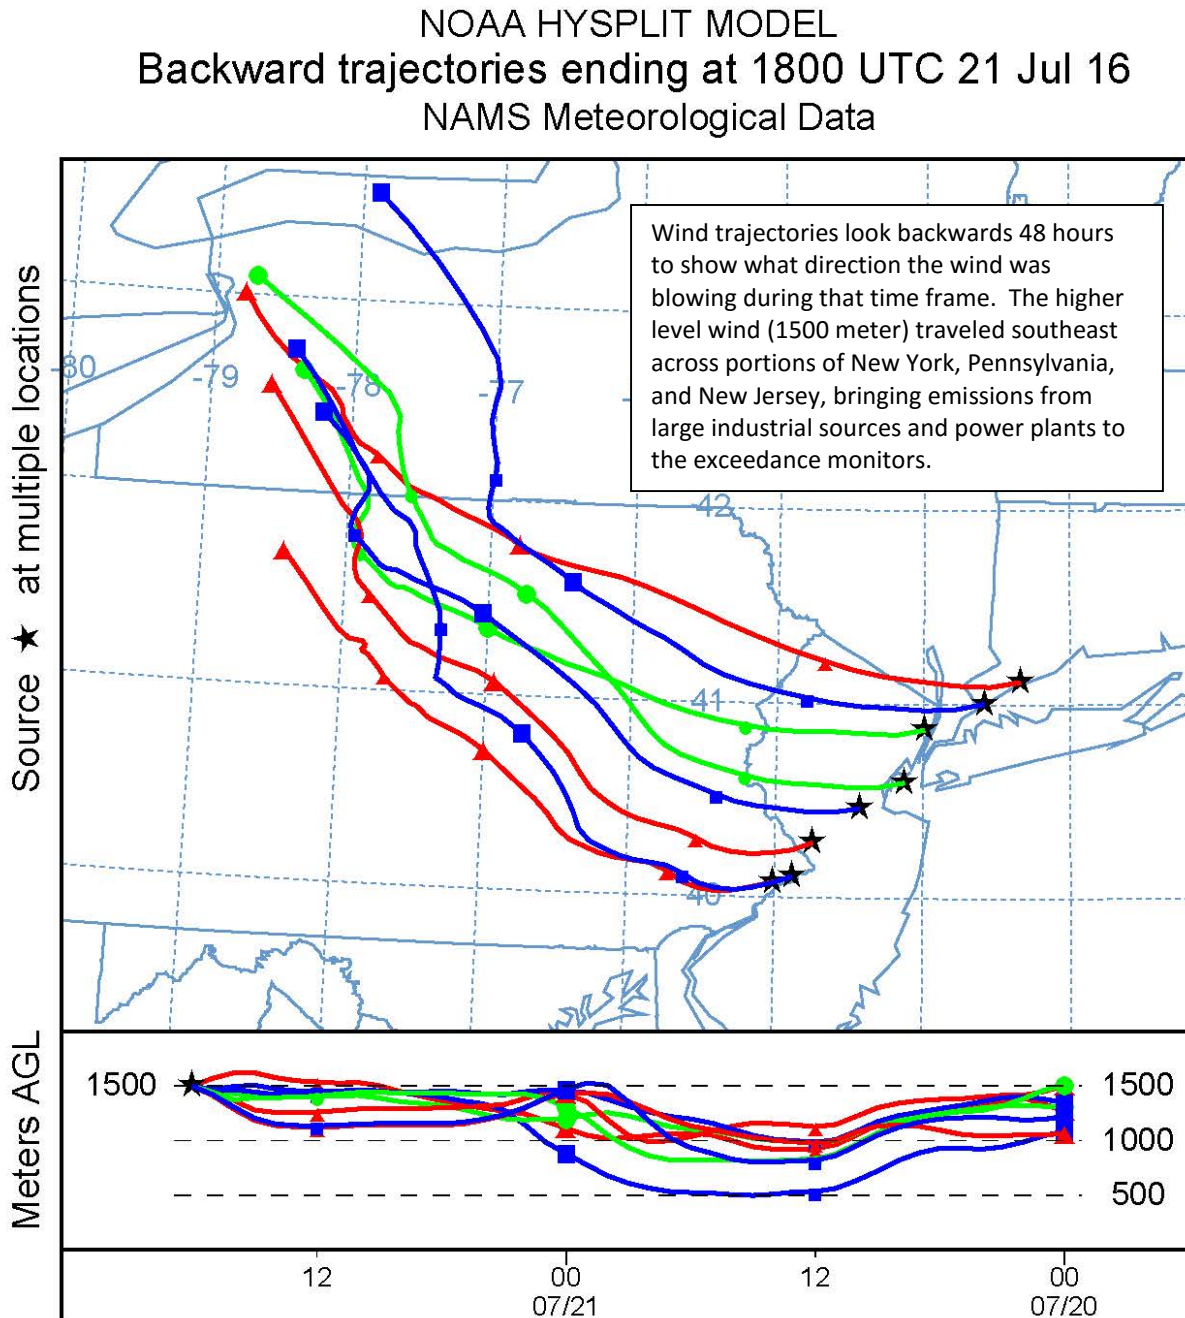 NOAA HYSPLIT MODEL
Backward trajectories ending at 1800 UTC 21 Jul 16
NAMS Meteorological Data
Source ★ at multiple locations
Wind trajectories look backwards 48 hours
to show what direction the wind was
blowing during that time frame. The higher
level wind (1500 meter) traveled southeast
across portions of New York, Pennsylvania,
and New Jersey, bringing emissions from
large industrial sources and power plants to
the exceedance monitors.
-80
-79
-78
-77
42
41
40
Meters AGL
1500
1500
1000
500
12
00
12
00
07/21
07/20